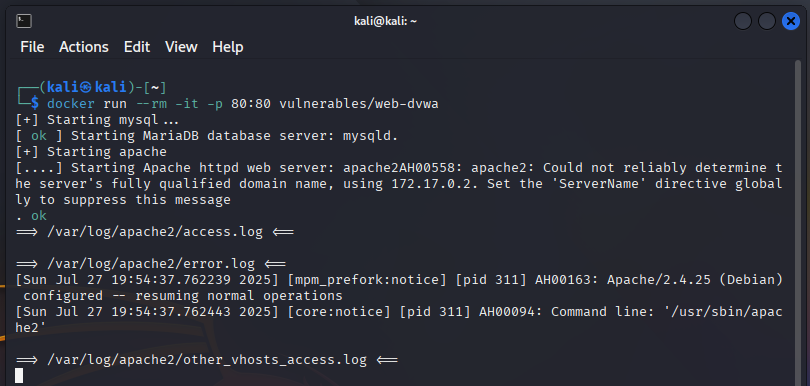 kali@kali: ~
File Actions Edit View Help
┌──(kali㉿kali)-[~]
└─$ docker run --rm -it -p 80:80 vulnerables/web-dvwa
[+] Starting mysql...
[ ok ] Starting MariaDB database server: mysqld.
[+] Starting apache
[....] Starting Apache httpd web server: apache2AH00558: apache2: Could not reliably determine t
he server's fully qualified domain name, using 172.17.0.2. Set the 'ServerName' directive global
ly to suppress this message
. ok
==> /var/log/apache2/access.log <==
==> /var/log/apache2/error.log <==
[Sun Jul 27 19:54:37.762239 2025] [mpm_prefork:notice] [pid 311] AH00163: Apache/2.4.25 (Debian)
 configured -- resuming normal operations
[Sun Jul 27 19:54:37.762443 2025] [core:notice] [pid 311] AH00094: Command line: '/usr/sbin/apac
he2'
==> /var/log/apache2/other_vhosts_access.log <==